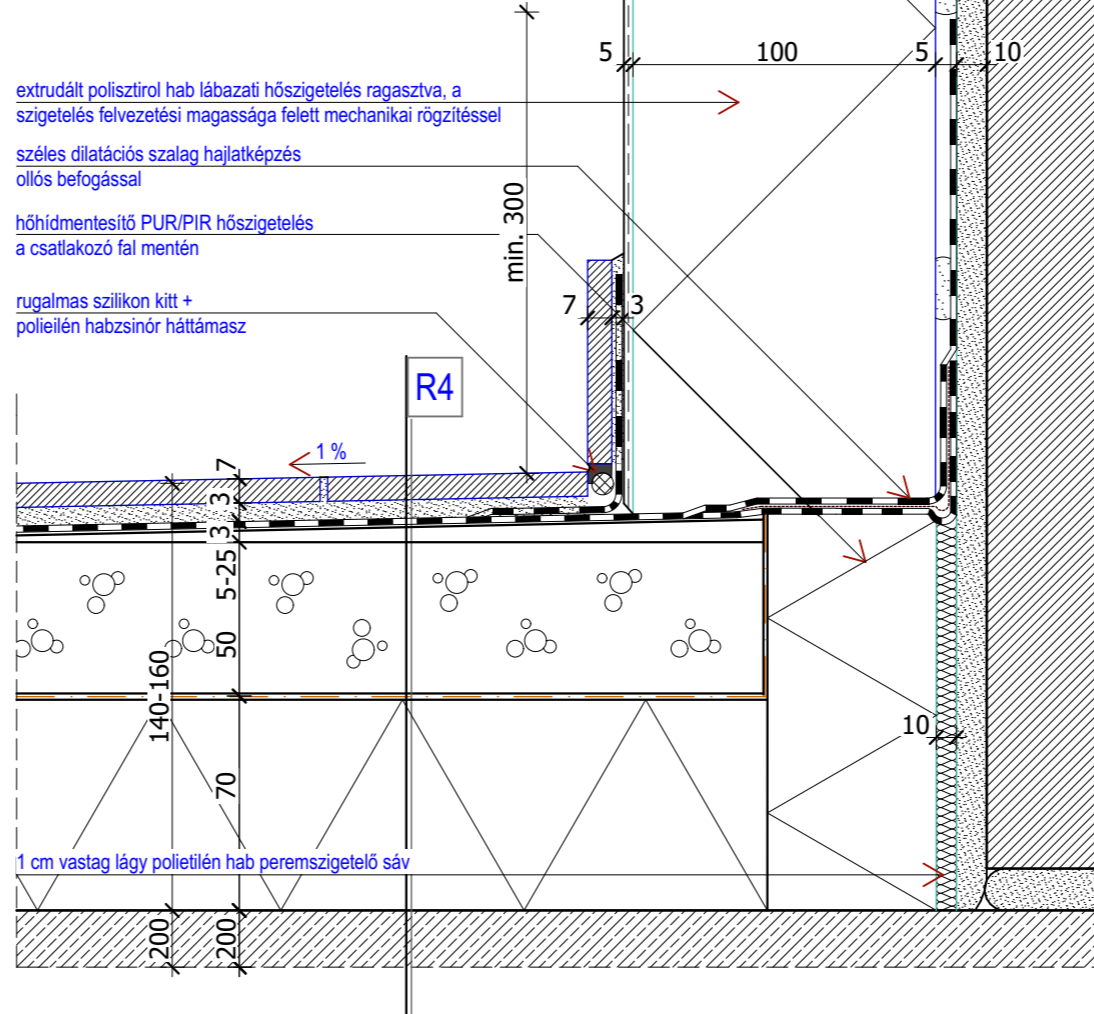 5
100
5
10
extrudált polisztirol hab lábazati hőszigetelés ragasztva, a
szigetelés felvezetési magassága felett mechanikai rögzítéssel
széles dilatációs szalag hajlatképzés
ollós befogással
min. 300
hőhídmentesítő PUR/PIR hőszigetelés
a csatlakozó fal mentén
rugalmas szilikon kitt +
polieilén habzsinór háttámasz
7
3
R4
1 %
7
3
3
5-25
50
140-160
10
70
1 cm vastag lágy polietilén hab peremszigetelő sáv
200
200